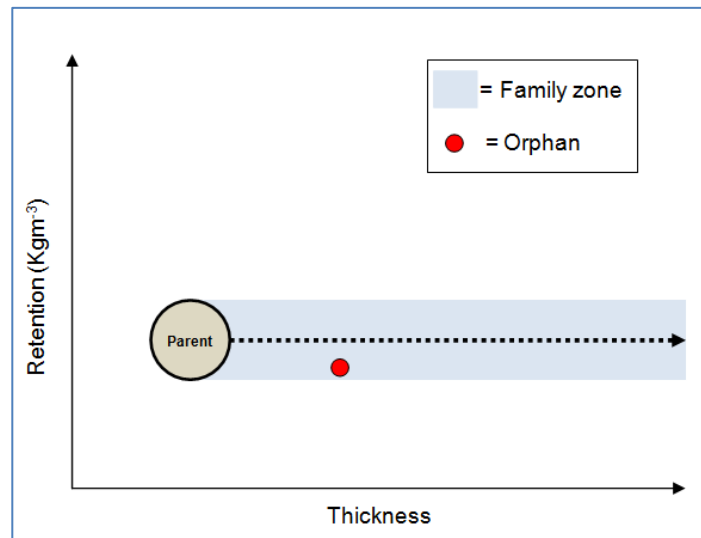 = Family zone
= Orphan
Retention (Kgm⁻³)
Parent
Thickness